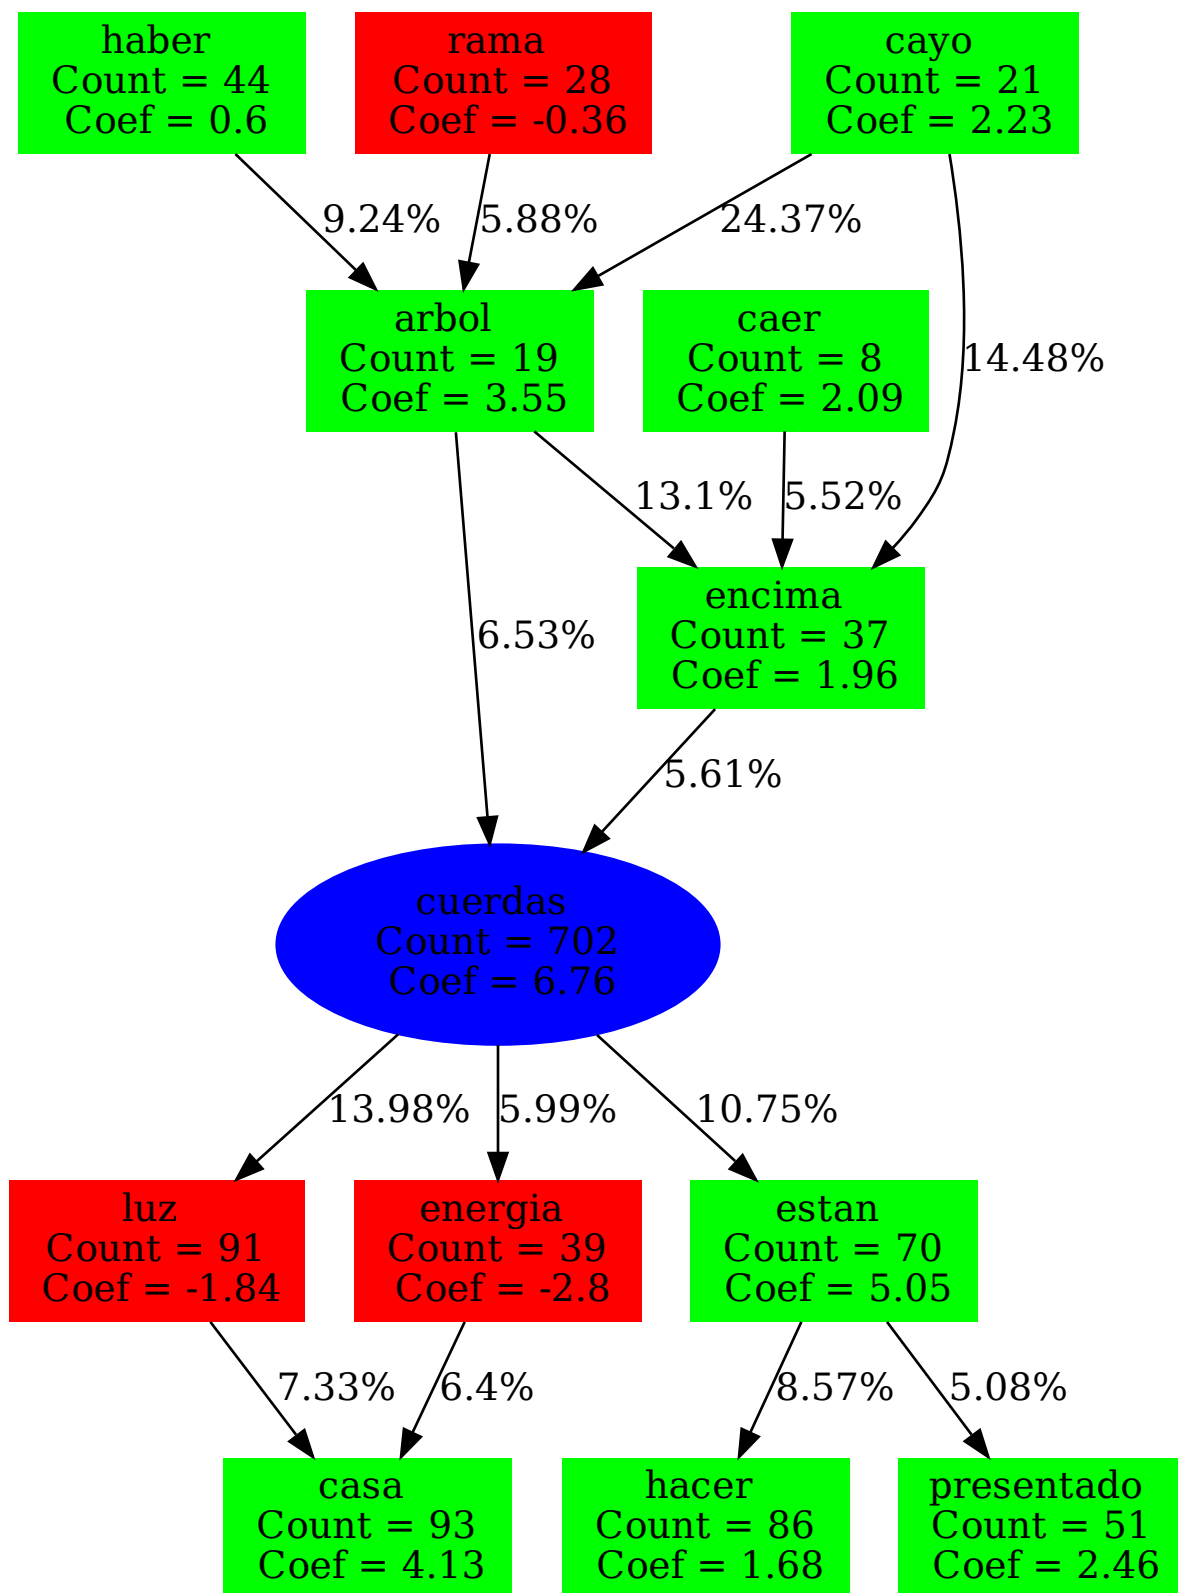 haber
Count = 44
Coef = 0.6
rama
Count = 28
Coef = -0.36
cayo
Count = 21
Coef = 2.23
9.24%
5.88%
24.37%
arbol
Count = 19
Coef = 3.55
caer
Count = 8
Coef = 2.09
14.48%
13.1%
5.52%
encima
Count = 37
Coef = 1.96
6.53%
5.61%
cuerdas
Count = 702
Coef = 6.76
13.98%
5.99%
10.75%
luz
Count = 91
Coef = -1.84
energia
Count = 39
Coef = -2.8
estan
Count = 70
Coef = 5.05
7.33%
6.4%
8.57%
5.08%
casa
Count = 93
Coef = 4.13
hacer
Count = 86
Coef = 1.68
presentado
Count = 51
Coef = 2.46